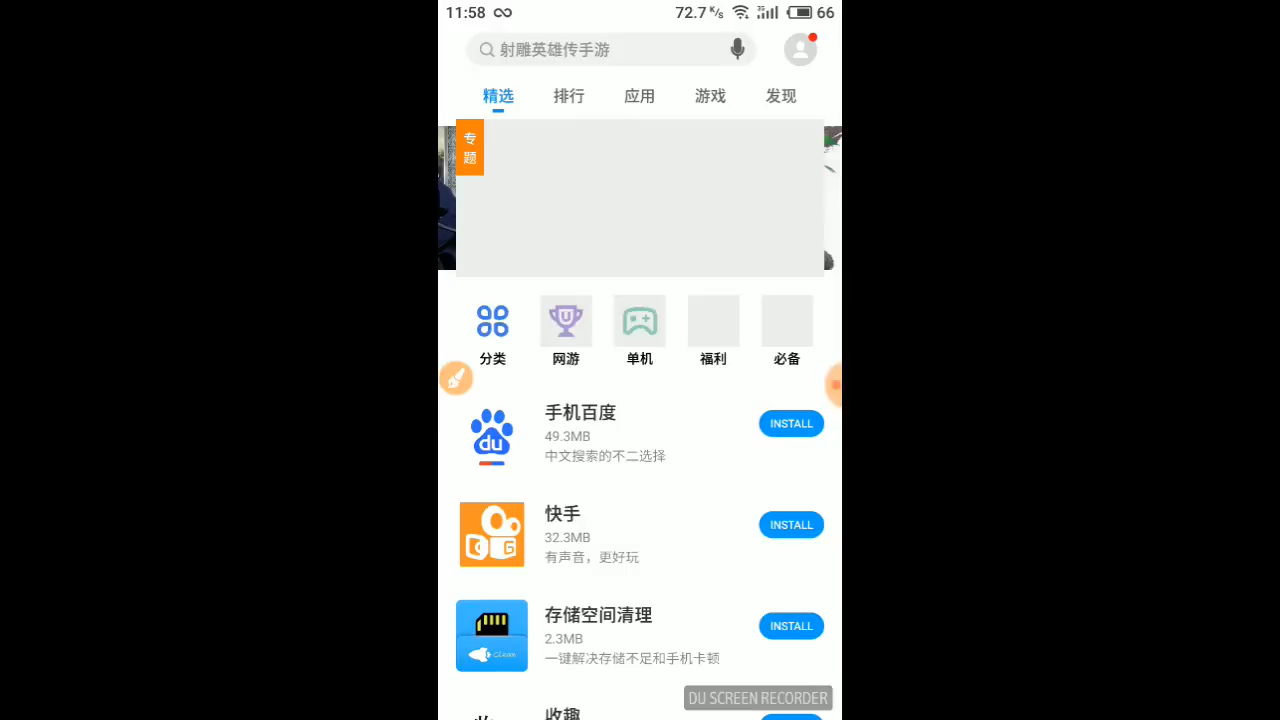 11:58 72.7 K/s 3G 66
射雕英雄传手游
精选 排行 应用 游戏 发现
专
题
U
分类 网游 单机 福利 必备
du
手机百度
49.3MB
中文搜索的不二选择
INSTALL
快手
32.3MB
有声音，更好玩
INSTALL
G
存储空间清理
2.3MB
一键解决存储不足和手机卡顿
INSTALL
Clean
DU SCREEN RECORDER
收趣